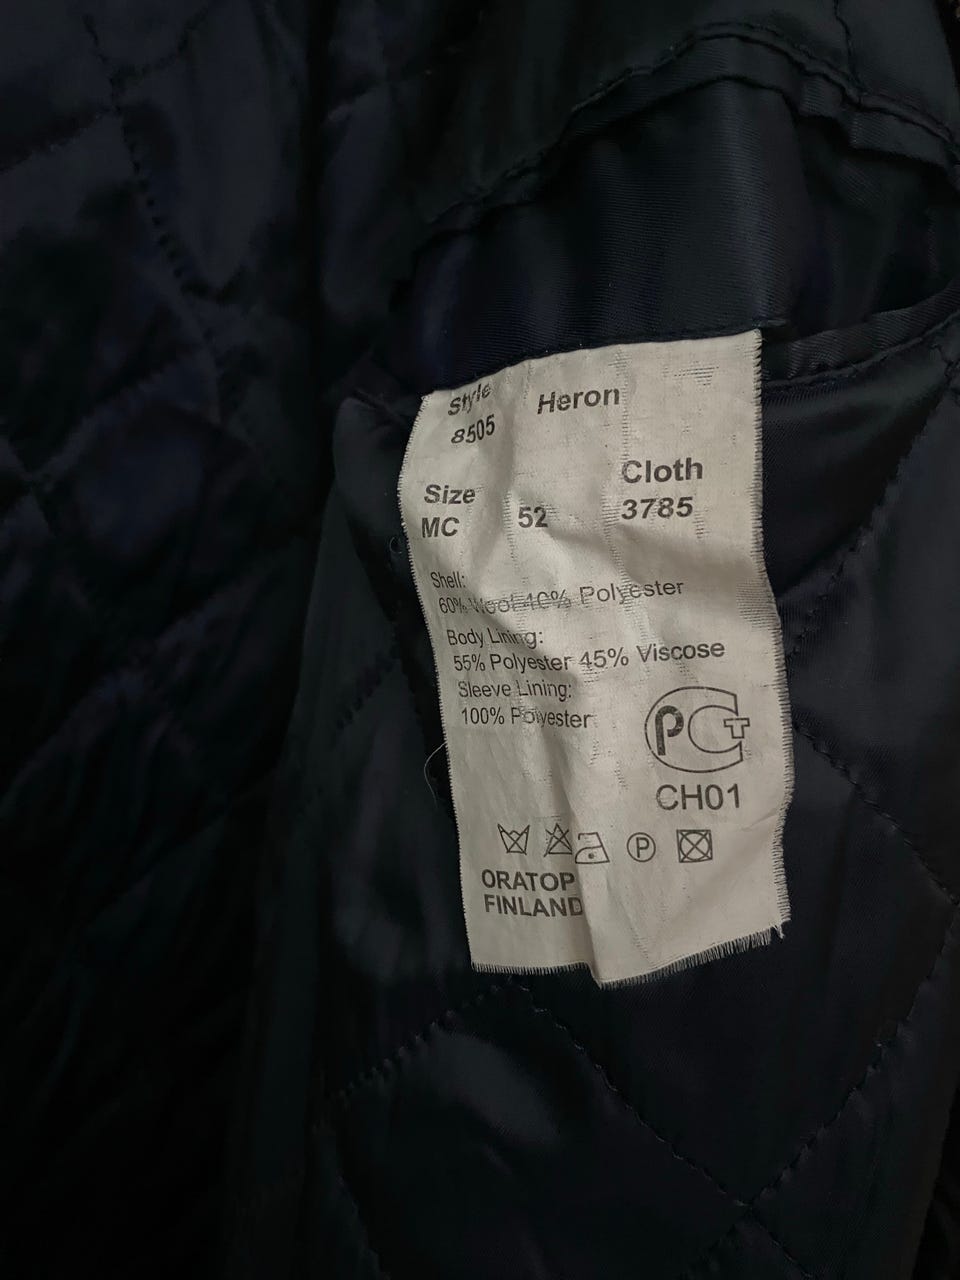 Style Heron
8505
Cloth
Size 3785
MC 52
Shell:
60% Wool 40% Polyester
Body Lining:
55% Polyester 45% Viscose
Sleeve Lining:
100% Polyester
PCT
CH01
P
ORATOP
FINLAND